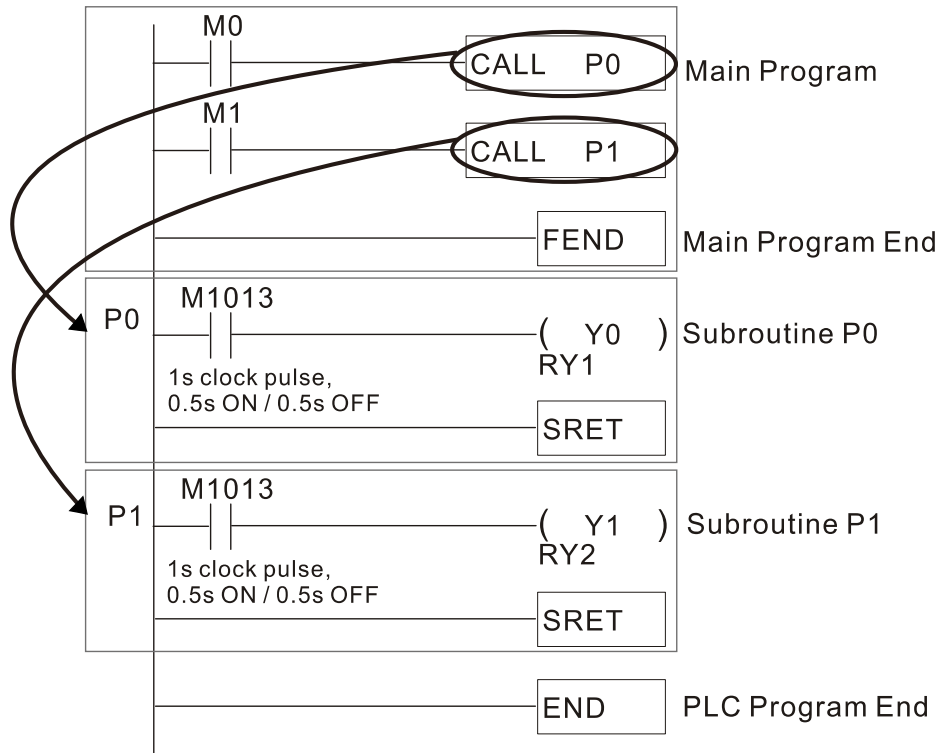 M0
CALL P0
Main Program
M1
CALL P1
FEND
Main Program End
P0
M1013
( Y0 )
RY1
Subroutine P0
1s clock pulse,
0.5s ON / 0.5s OFF
SRET
P1
M1013
( Y1 )
RY2
Subroutine P1
1s clock pulse,
0.5s ON / 0.5s OFF
SRET
END
PLC Program End